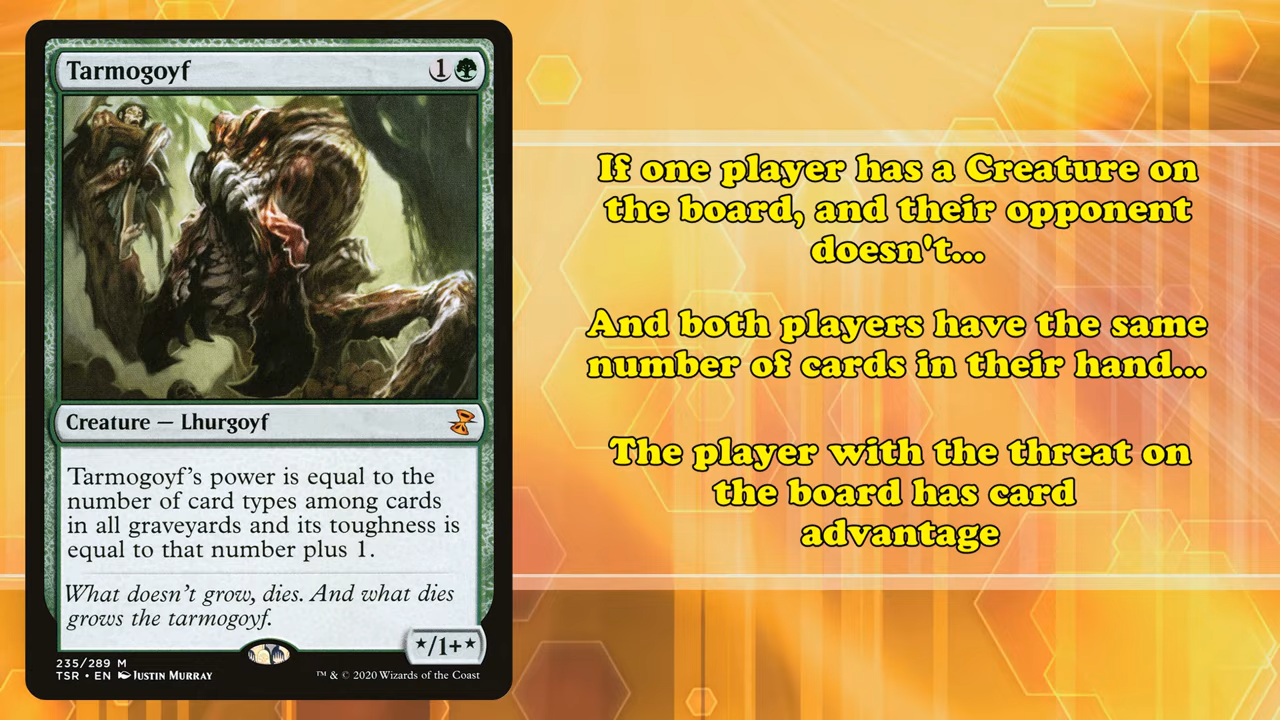 Tarmogoyf
1
Creature — Lhurgoyf
Tarmogoyf's power is equal to the
number of card types among cards
in all graveyards and its toughness is
equal to that number plus 1.
What doesn't grow, dies. And what dies
grows the tarmogoyf.
★/1+★
235/289 M
TSR • EN Justin Murray
™ & © 2020 Wizards of the Coast
If one player has a Creature on
the board, and their opponent
doesn't...
And both players have the same
number of cards in their hand...
The player with the threat on
the board has card
advantage